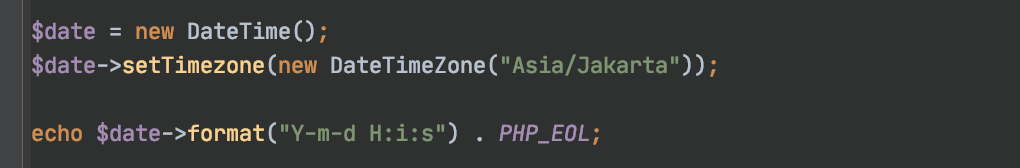 $date = new DateTime();
$date->setTimezone(new DateTimeZone("Asia/Jakarta"));
echo $date->format("Y-m-d H:i:s") . PHP_EOL;